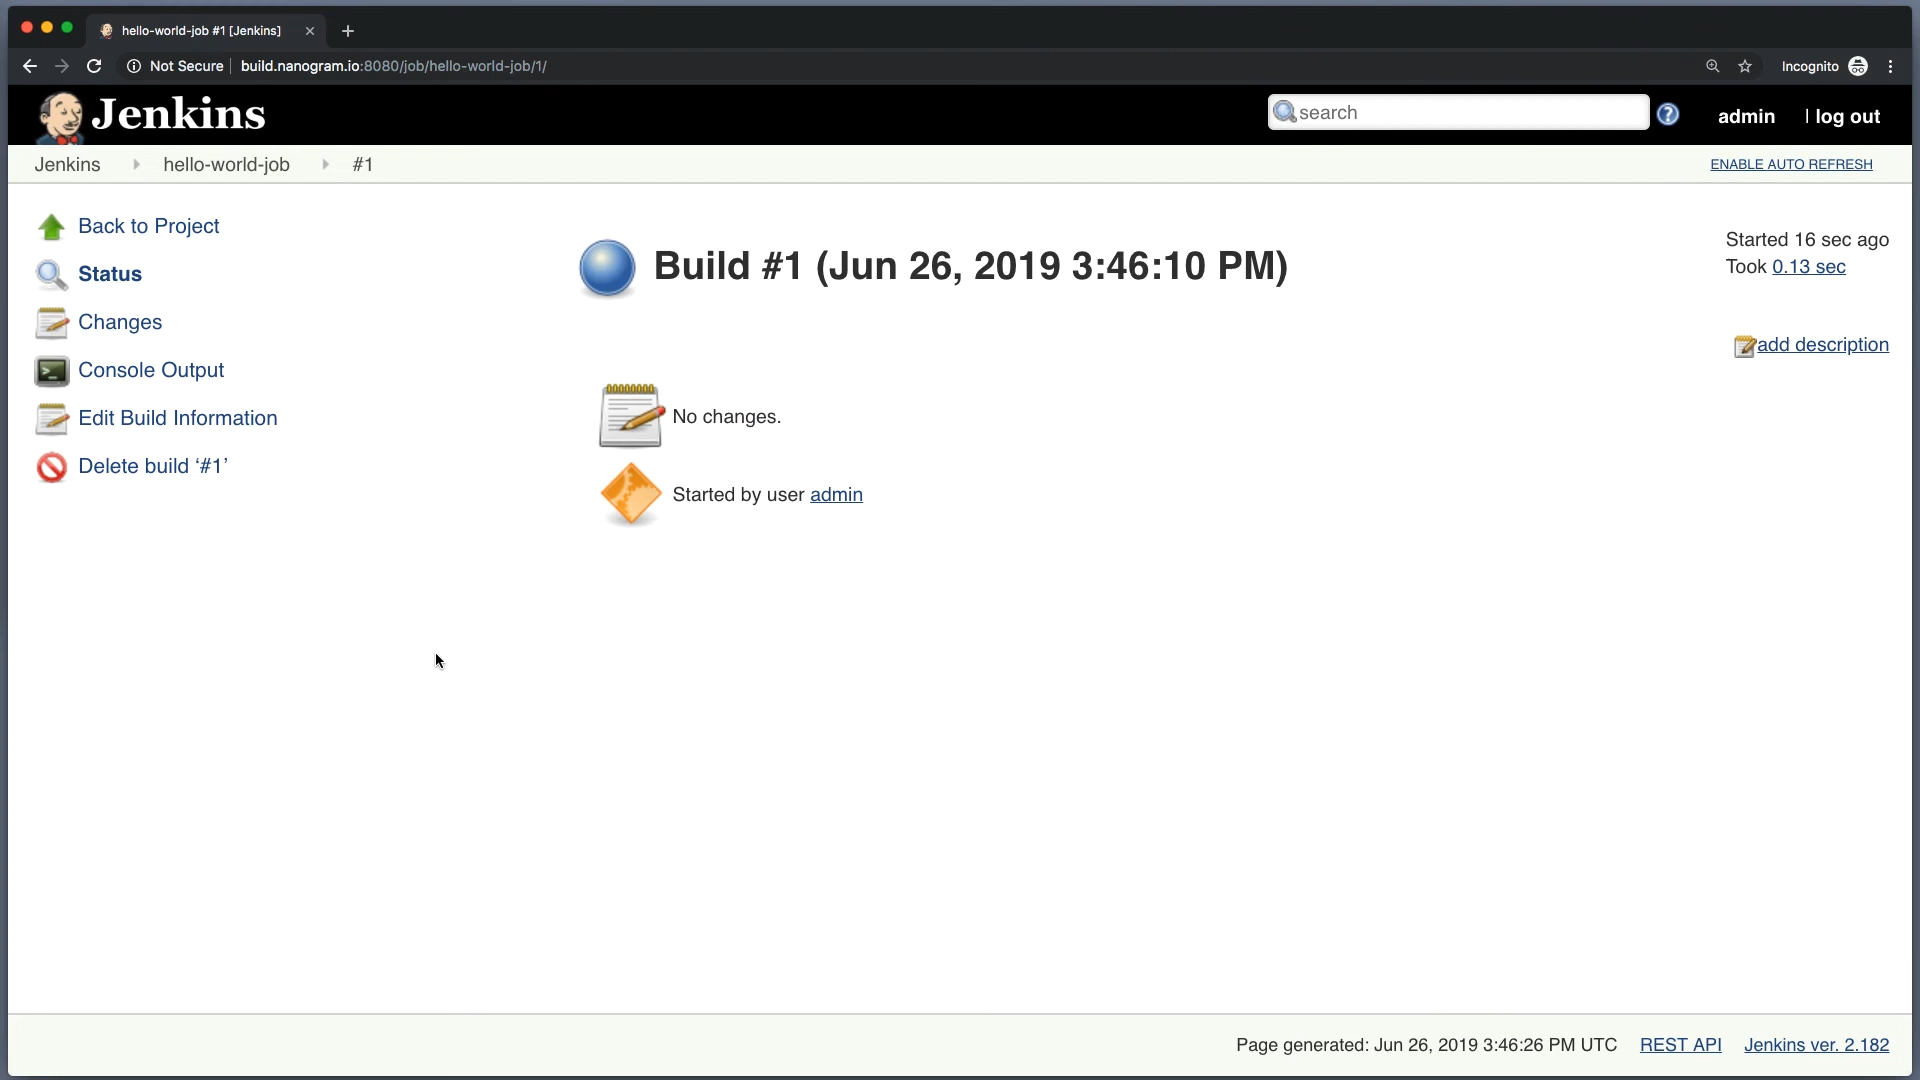 hello-world-job #1 [Jenkins]
Not Secure | build.nanogram.io:8080/job/hello-world-job/1/
Incognito
Jenkins
search
admin
| log out
Jenkins
hello-world-job
#1
ENABLE AUTO REFRESH
Back to Project
Status
Changes
Console Output
Edit Build Information
Delete build ‘#1’
Build #1 (Jun 26, 2019 3:46:10 PM)
Started 16 sec ago
Took 0.13 sec
add description
No changes.
Started by user admin
Page generated: Jun 26, 2019 3:46:26 PM UTC
REST API
Jenkins ver. 2.182